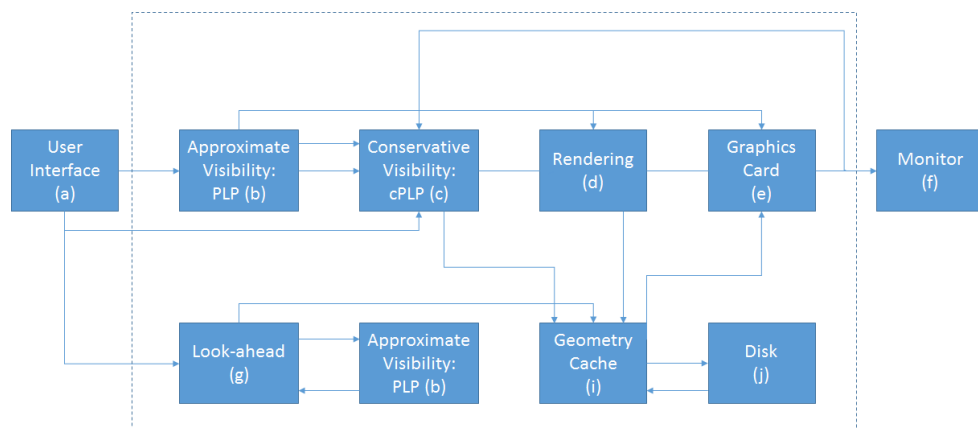 User
Interface
(a)
Approximate
Visibility:
PLP (b)
Conservative
Visibility:
cPLP (c)
Rendering
(d)
Graphics
Card
(e)
Monitor
(f)
Look-ahead
(g)
Approximate
Visibility:
PLP (b)
Geometry
Cache
(i)
Disk
(j)